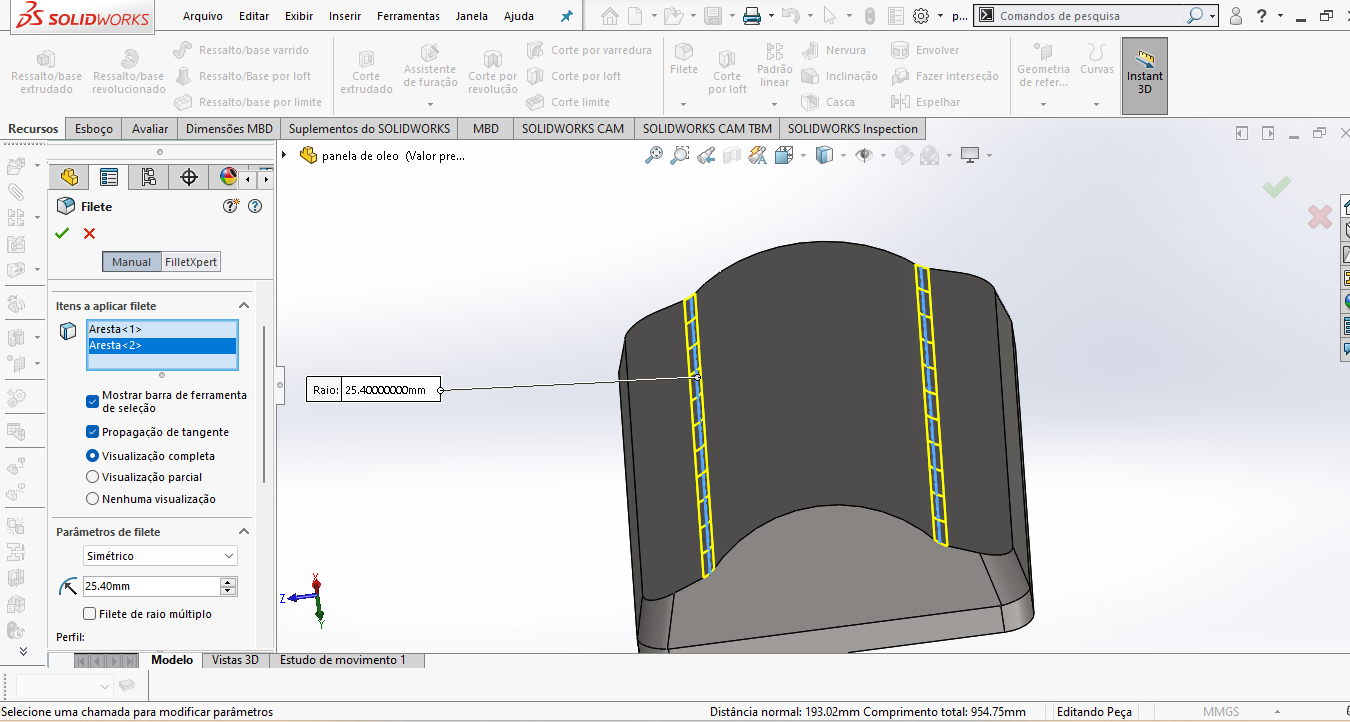 SOLIDWORKS
Arquivo Editar Exibir Inserir Ferramentas Janela Ajuda
p...
Comandos de pesquisa
Ressalto/base extrudado
Ressalto/base revolucionado
Ressalto/base varrido
Ressalto/Base por loft
Ressalto/base por limite
Corte extrudado
Assistente de furação
Corte por revolução
Corte por varredura
Corte por loft
Corte limite
Filete
Corte por loft
Padrão linear
Nervura
Inclinação
Casca
Envolver
Fazer interseção
Espelhar
Geometria de refer...
Curvas
Instant 3D
Recursos Esboço Avaliar Dimensões MBD Suplementos do SOLIDWORKS MBD SOLIDWORKS CAM SOLIDWORKS CAM TBM SOLIDWORKS Inspection
panela de oleo (Valor pre...
Filete
Manual FilletXpert
Itens a aplicar filete
Aresta<1>
Aresta<2>
Mostrar barra de ferramenta
de seleção
Propagação de tangente
Visualização completa
Visualização parcial
Nenhuma visualização
Parâmetros de filete
Simétrico
25.40mm
Filete de raio múltiplo
Perfil:
Raio: 25.40000000mm
X
Z
Y
Modelo Vistas 3D Estudo de movimento 1
Selecione uma chamada para modificar parâmetros
Distância normal: 193.02mm Comprimento total: 954.75mm
Editando Peça
MMGS